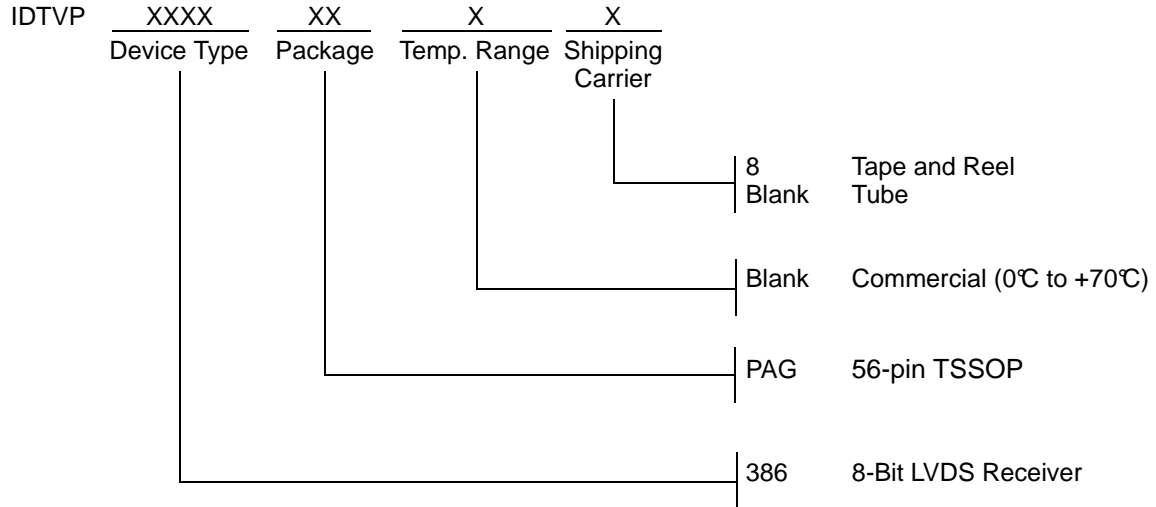 IDTVP XXXX XX X X
Device Type Package Temp. Range Shipping
Carrier
8 Tape and Reel
Blank Tube
Blank Commercial (0°C to +70°C)
PAG 56-pin TSSOP
386 8-Bit LVDS Receiver